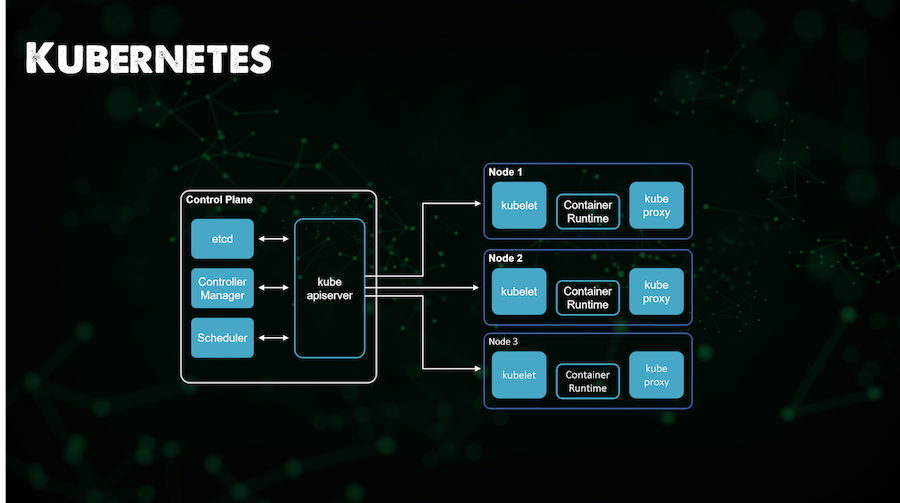 KUBERNETES
Control Plane
etcd
Controller
Manager
Scheduler
kube
apiserver
Node 1
kubelet
Container
Runtime
kube
proxy
Node 2
kubelet
Container
Runtime
kube
proxy
Node 3
kubelet
Container
Runtime
kube
proxy